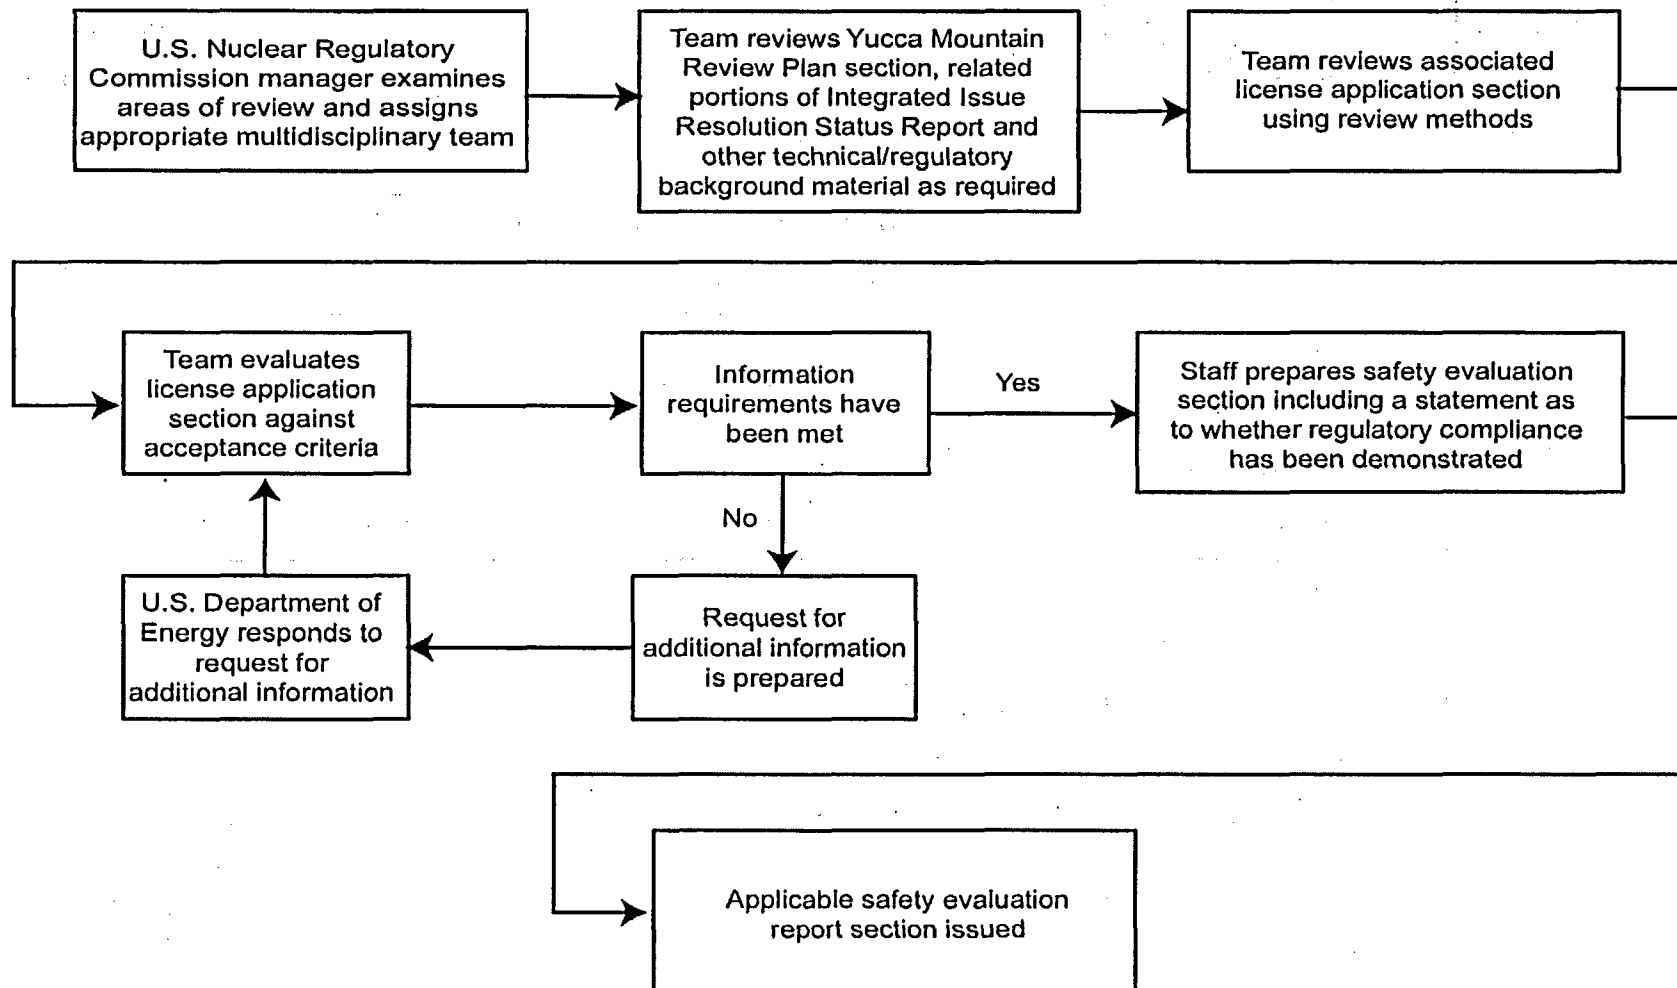 U.S. Nuclear Regulatory
Commission manager examines
areas of review and assigns
appropriate multidisciplinary team
Team reviews Yucca Mountain
Review Plan section, related
portions of Integrated Issue
Resolution Status Report and
other technical/regulatory
background material as required
Team reviews associated
license application section
using review methods
Team evaluates
license application
section against
acceptance criteria
Information
requirements have
been met
Yes
Staff prepares safety evaluation
section including a statement as
to whether regulatory compliance
has been demonstrated
No
Request for
additional information
is prepared
U.S. Department of
Energy responds to
request for
additional information
Applicable safety evaluation
report section issued